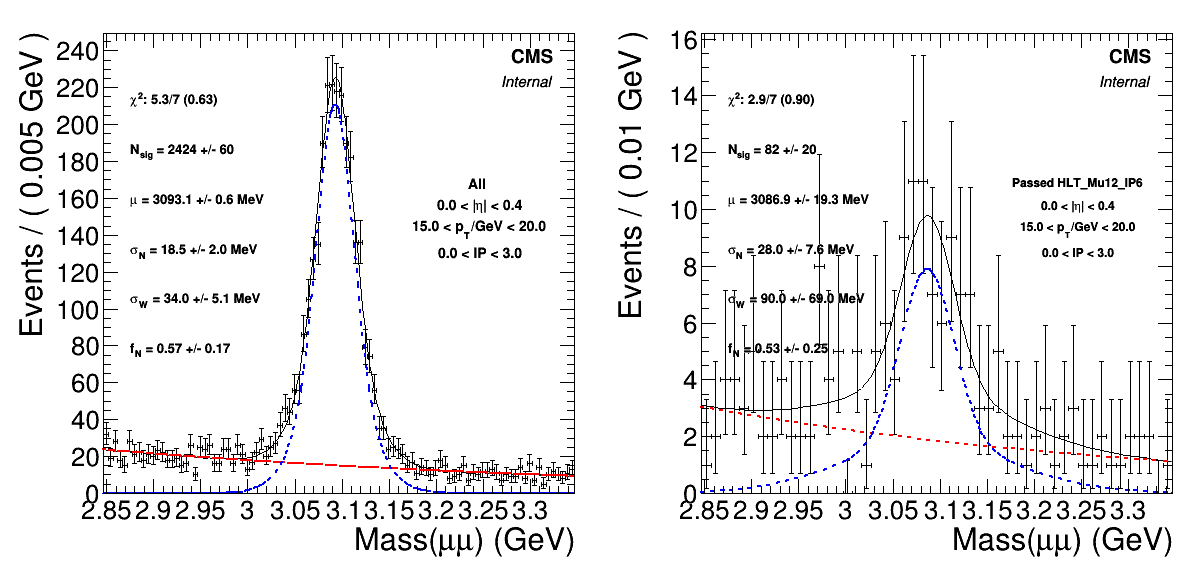 CMS
Internal
χ²: 5.3/7 (0.63)
N_sig = 2424 +/- 60
All
μ = 3093.1 +/- 0.6 MeV
0.0 < |η| < 0.4
15.0 < p_T/GeV < 20.0
σ_N = 18.5 +/- 2.0 MeV
0.0 < IP < 3.0
σ_W = 34.0 +/- 5.1 MeV
f_N = 0.57 +/- 0.17
Events / ( 0.005 GeV )
240
220
200
180
160
140
120
100
80
60
40
20
0
2.85 2.9 2.95 3 3.05 3.1 3.15 3.2 3.25 3.3
Mass(μμ) (GeV)
CMS
Internal
χ²: 2.9/7 (0.90)
N_sig = 82 +/- 20
Passed HLT_Mu12_IP6
μ = 3086.9 +/- 19.3 MeV
0.0 < |η| < 0.4
15.0 < p_T/GeV < 20.0
σ_N = 28.0 +/- 7.6 MeV
0.0 < IP < 3.0
σ_W = 90.0 +/- 69.0 MeV
f_N = 0.53 +/- 0.25
Events / ( 0.01 GeV )
16
14
12
10
8
6
4
2
0
2.85 2.9 2.95 3 3.05 3.1 3.15 3.2 3.25 3.3
Mass(μμ) (GeV)